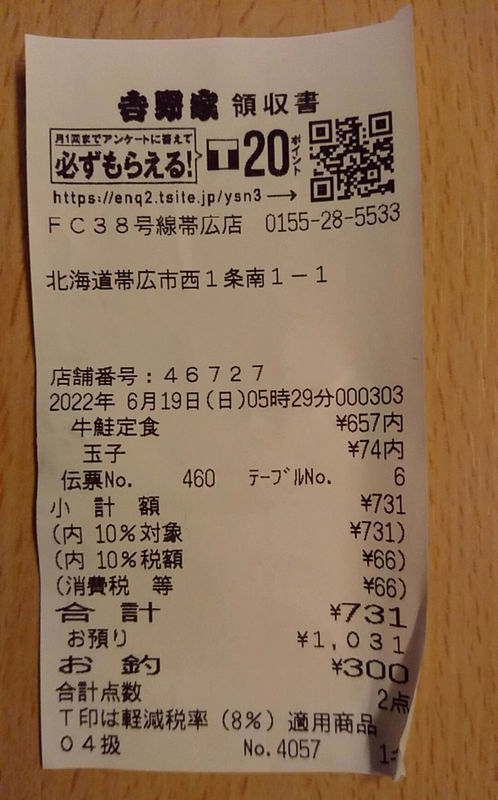 吉野家 領収書
月1回までアンケートに答えて
必ずもらえる! T 20 ポイント
https://enq2.tsite.jp/ysn3→
FC38号線帯広店 0155-28-5533
北海道帯広市西1条南1-1
店舗番号:46727
2022年 6月19日(日)05時29分000303
牛鮭定食 ¥657内
玉子 ¥74内
伝票No. 460 テーブルNo. 6
小 計 額 ¥731
(内 10%対象 ¥731)
(内 10%税額 ¥66)
(消費税 等 ¥66)
合 計 ¥731
お預り ¥1,031
お 釣 ¥300
合計点数 2点
T印は軽減税率(8%)適用商品
04扱 No.4057